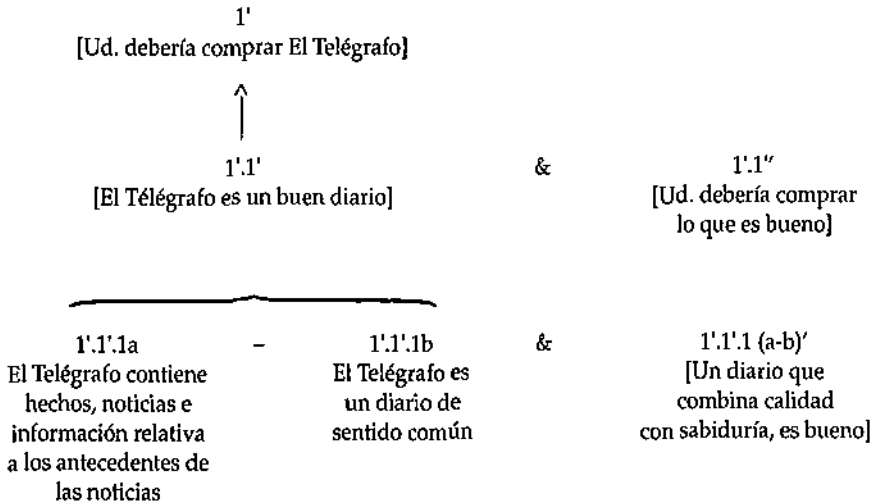 1'
[Ud. debería comprar El Telégrafo]
1'.1' & 1'.1''
[El Télégrafo es un buen diario] [Ud. debería comprar
lo que es bueno]
1'.1'.1a – 1'.1'.1b & 1'.1'.1 (a-b)'
El Telégrafo contiene El Telégrafo es [Un diario que
hechos, noticias e un diario de combina calidad
información relativa sentido común con sabiduría, es bueno]
a los antecedentes de
las noticias